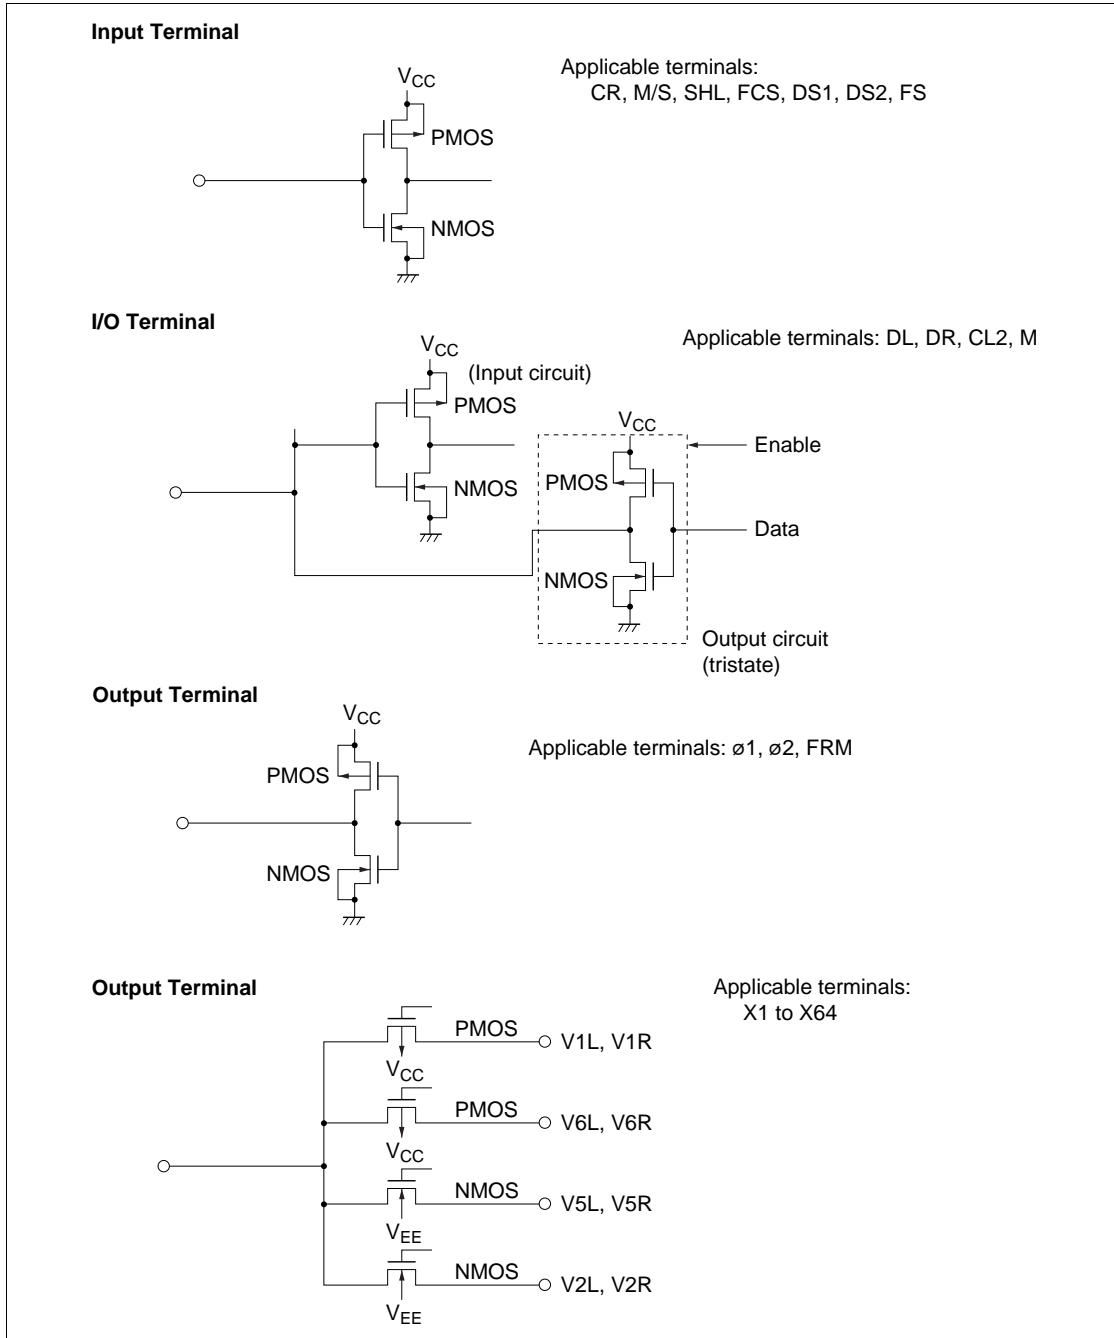 Input Terminal
VCC
Applicable terminals:
CR, M/S, SHL, FCS, DS1, DS2, FS
PMOS
NMOS
I/O Terminal
Applicable terminals: DL, DR, CL2, M
VCC
(Input circuit)
PMOS
NMOS
VCC
Enable
PMOS
Data
NMOS
Output circuit
(tristate)
Output Terminal
VCC
Applicable terminals: ø1, ø2, FRM
PMOS
NMOS
Output Terminal
Applicable terminals:
X1 to X64
PMOS
V1L, V1R
VCC
PMOS
V6L, V6R
VCC
NMOS
V5L, V5R
VEE
NMOS
V2L, V2R
VEE